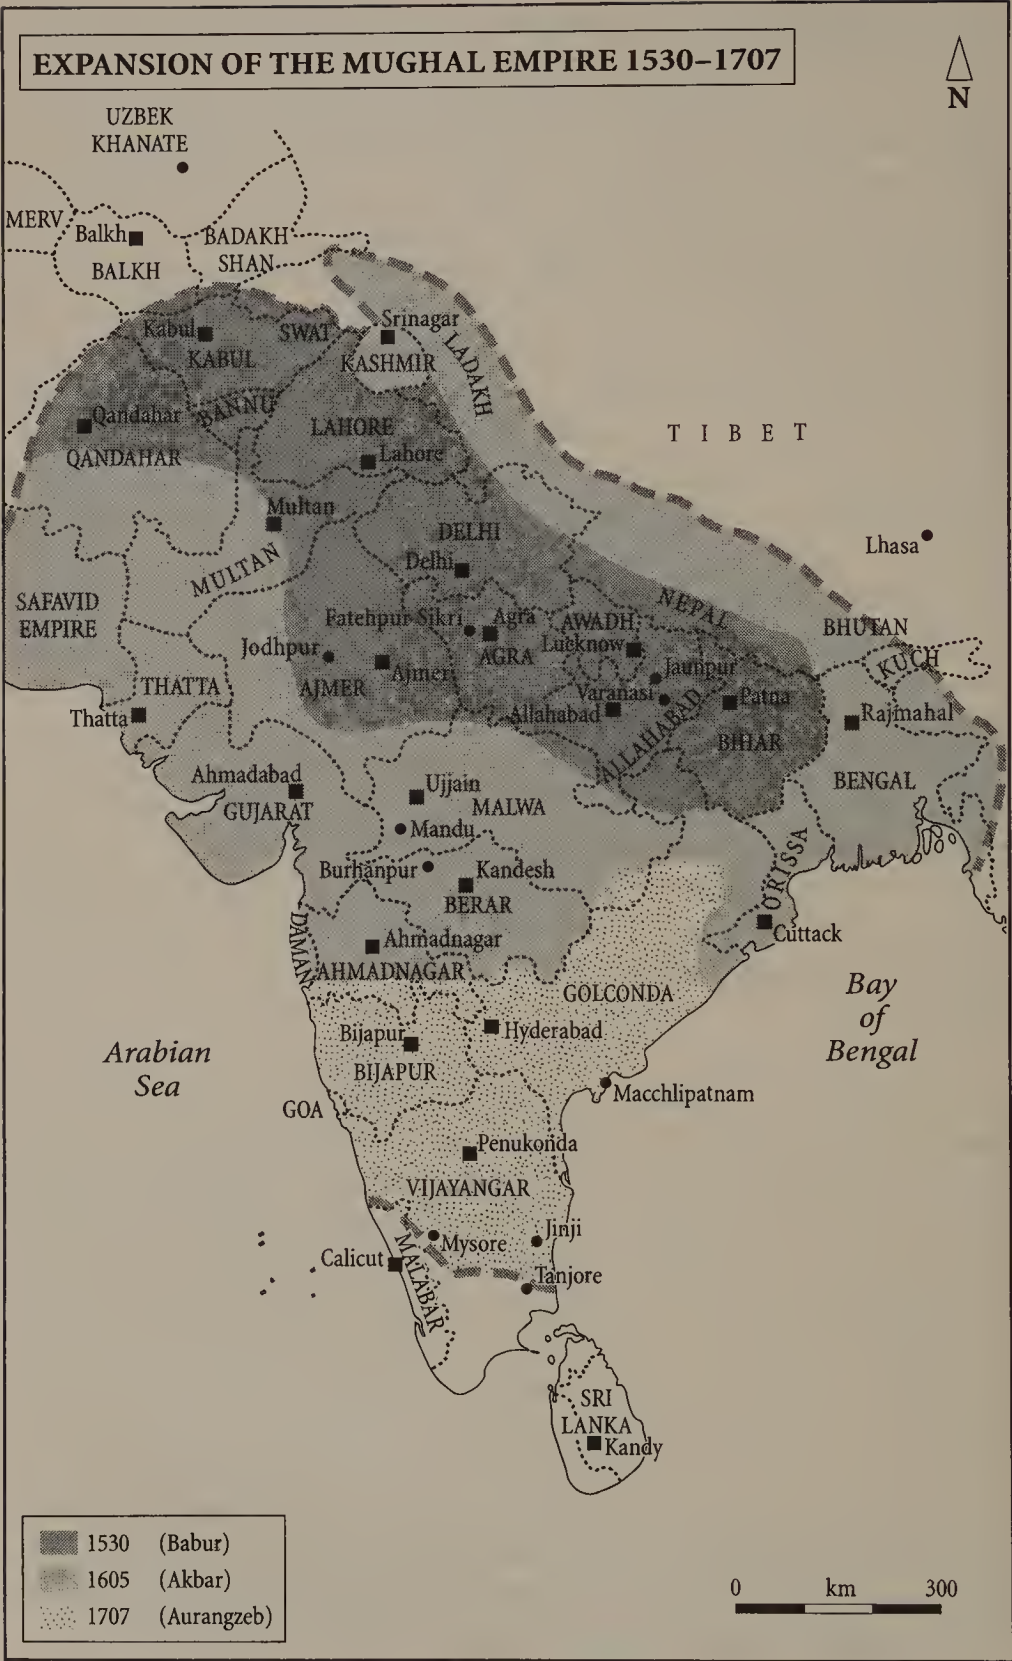 EXPANSION OF THE MUGHAL EMPIRE 1530–1707
N
UZBEK
KHANATE
MERV
Balkh
BALKH
BADAKH
SHAN
Kabul
KABUL
SWAT
Srinagar
KASHMIR
LADAKH
Qandahar
QANDAHAR
BANNU
LAHORE
Lahore
TIBET
Multan
MULTAN
DELHI
Delhi
Lhasa
SAFAVID
EMPIRE
Fatehpur Sikri
Agra
AGRA
AWADH
Lucknow
NEPAL
BHUTAN
KUCH
Jodhpur
Ajmer
AJMER
Jaunpur
Varanasi
Allahabad
ALLAHABAD
Patna
BIHAR
Rajmahal
BENGAL
THATTA
Thatta
Ahmadabad
GUJARAT
Ujjain
MALWA
Mandu
Burhanpur
Kandesh
BERAR
ORISSA
Cuttack
DAMAN
Ahmadnagar
AHMADNAGAR
GOLCONDA
Bay
of
Bengal
Arabian
Sea
Bijapur
BIJAPUR
Hyderabad
GOA
Macchlipatnam
Penukonda
VIJAYANGAR
Calicut
MALABAR
Mysore
Jinji
Tanjore
SRI
LANKA
Kandy
1530 (Babur)
1605 (Akbar)
1707 (Aurangzeb)
0 km 300